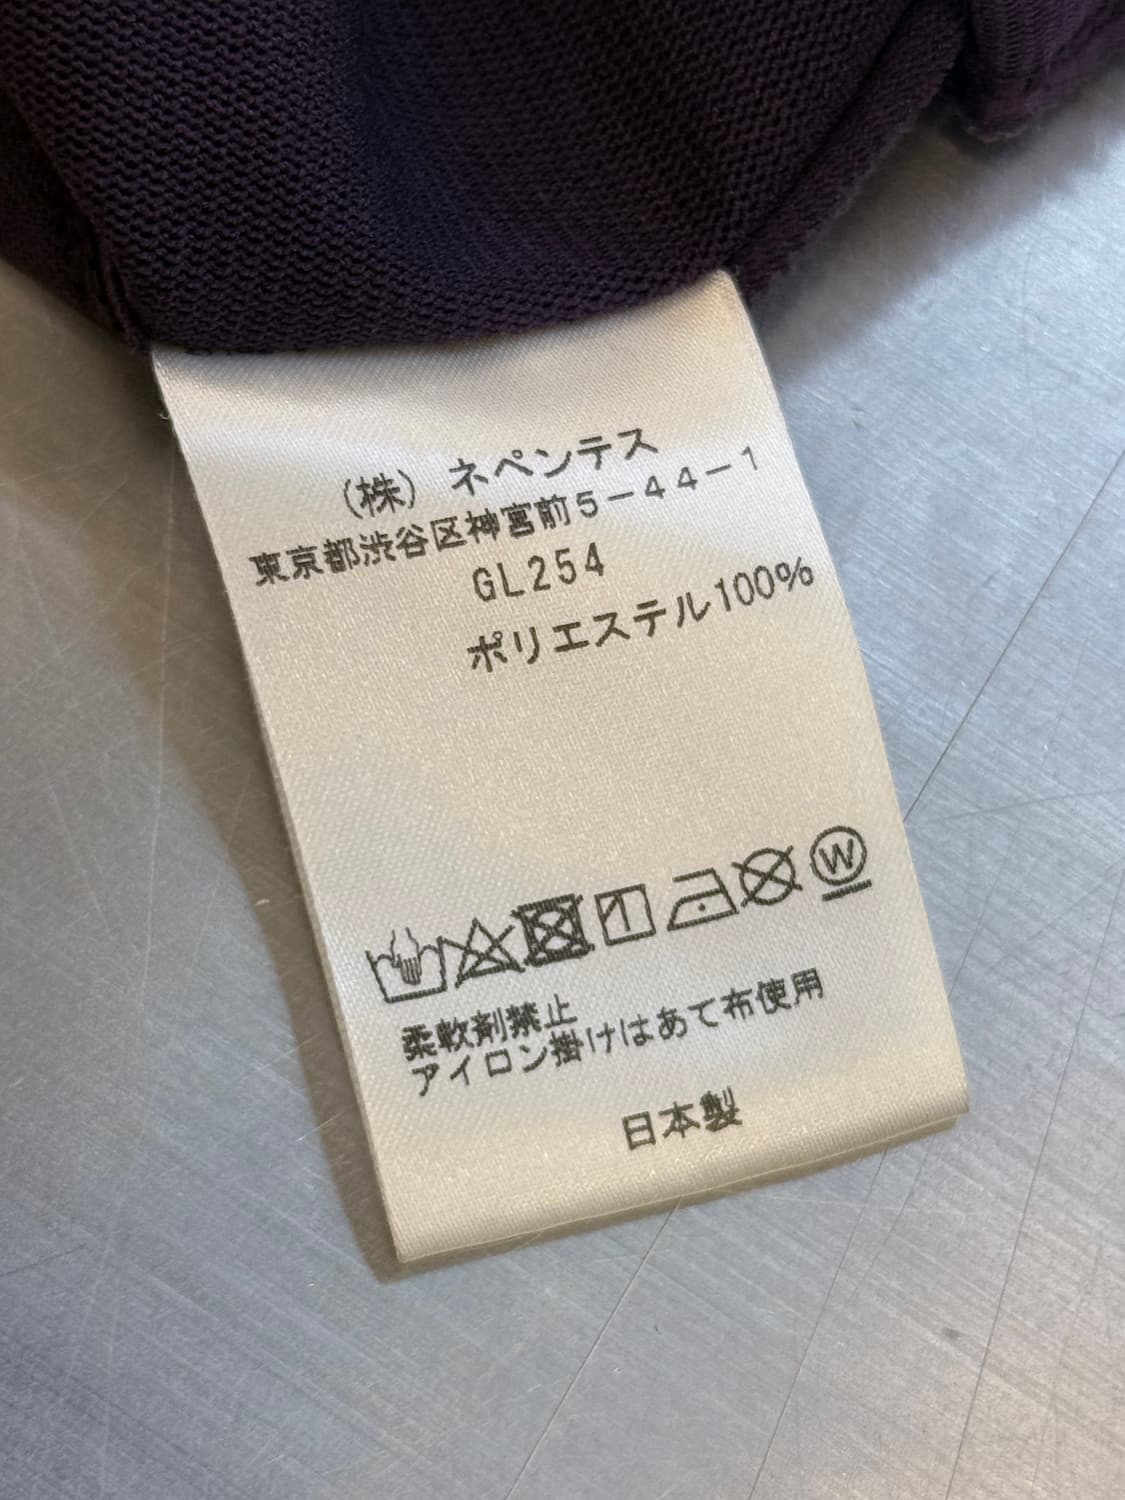 (株) ネペンテス
東京都渋谷区神宮前5-44-1
GL254
ポリエステル100%
W
柔軟剤禁止
アイロン掛けはあて布使用
日本製